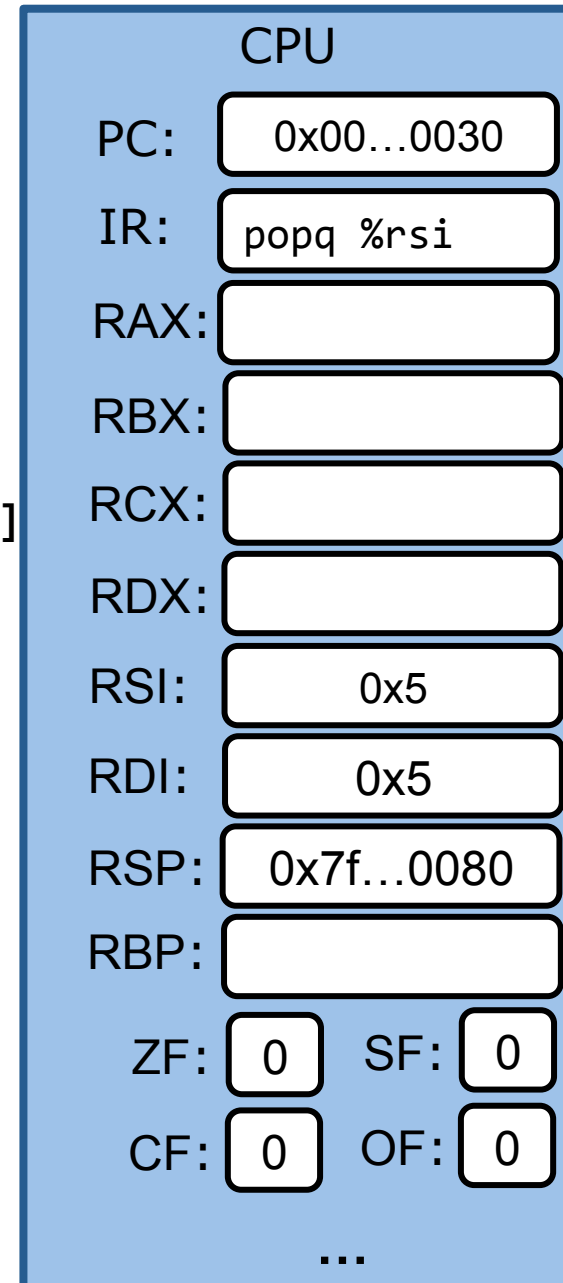 CPU
PC: 0x00...0030
IR: popq %rsi
RAX:
RBX:
]
RCX:
RDX:
RSI: 0x5
RDI: 0x5
RSP: 0x7f...0080
RBP:
ZF: 0 SF: 0
CF: 0 OF: 0
...